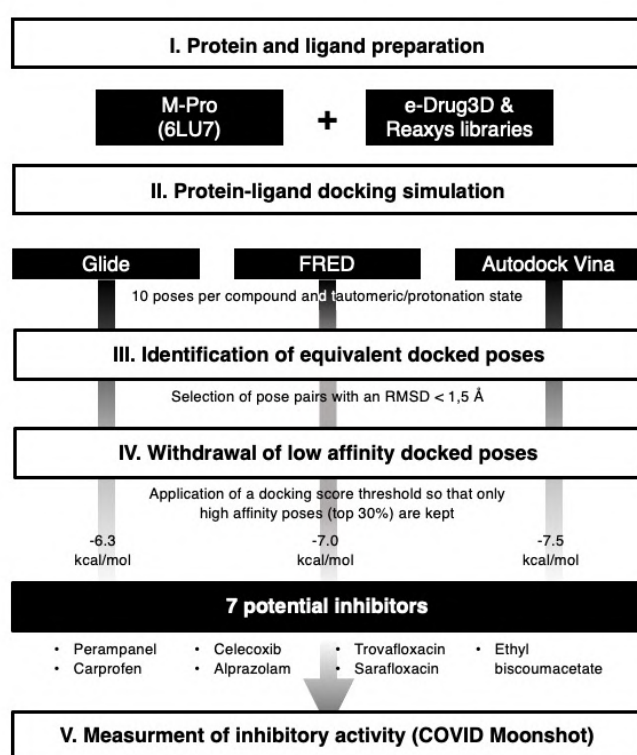 I. Protein and ligand preparation
M-Pro
(6LU7)
+
e-Drug3D &
Reaxys libraries
II. Protein-ligand docking simulation
Glide
FRED
Autodock Vina
10 poses per compound and tautomeric/protonation state
III. Identification of equivalent docked poses
Selection of pose pairs with an RMSD < 1,5 Å
IV. Withdrawal of low affinity docked poses
Application of a docking score threshold so that only
high affinity poses (top 30%) are kept
-6.3
kcal/mol
-7.0
kcal/mol
-7.5
kcal/mol
7 potential inhibitors
• Perampanel
• Carprofen
• Celecoxib
• Alprazolam
• Trovafloxacin
• Sarafloxacin
• Ethyl
biscoumacetate
V. Measurment of inhibitory activity (COVID Moonshot)